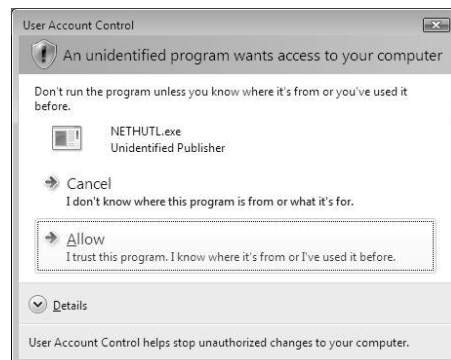 User Account Control
An unidentified program wants access to your computer
Don't run the program unless you know where it's from or you've used it
before.
NETHUTL.exe
Unidentified Publisher
Cancel
I don't know where this program is from or what it's for.
Allow
I trust this program. I know where it's from or I've used it before.
Details
User Account Control helps stop unauthorized changes to your computer.